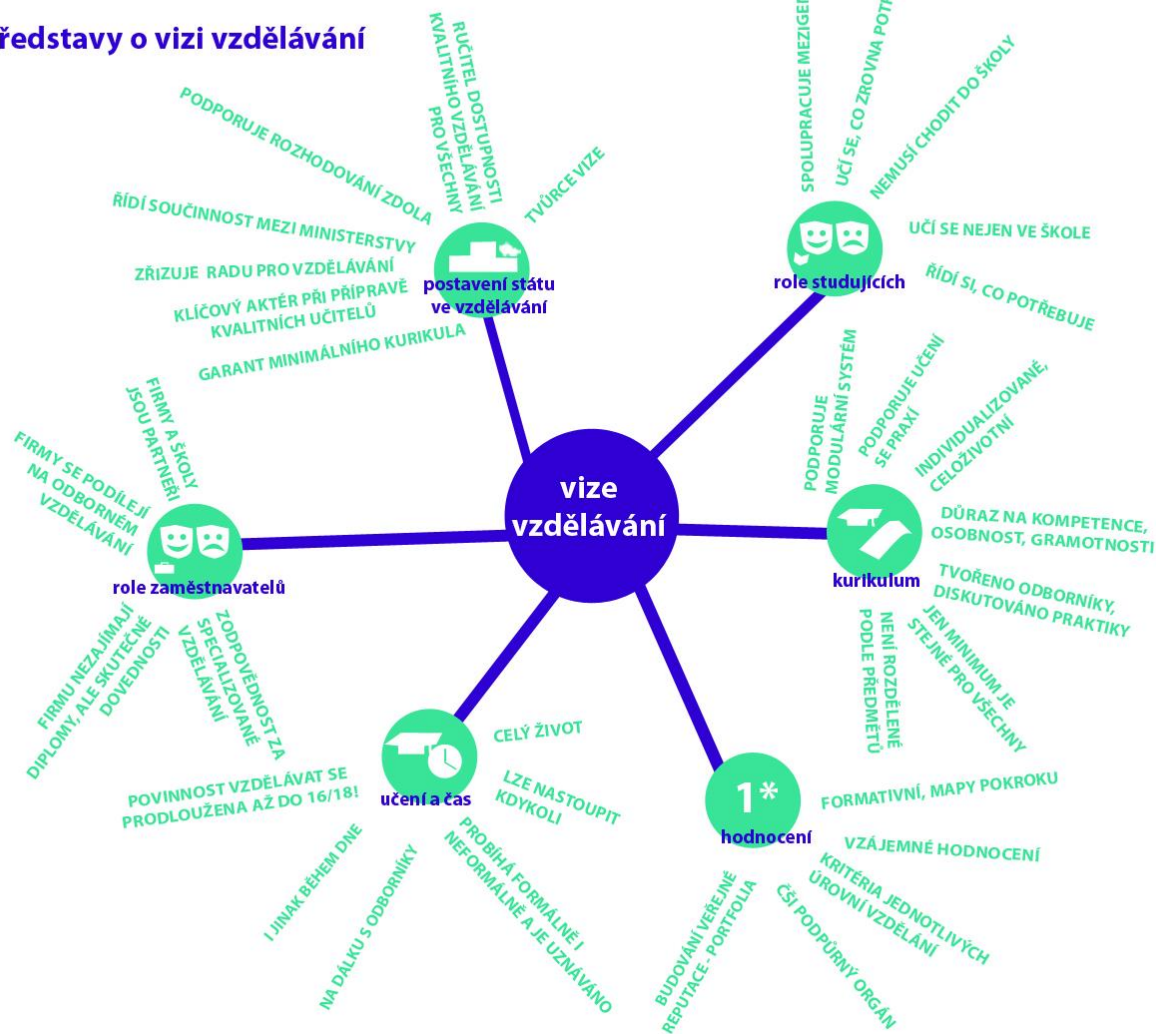 ředstavy o vizi vzdělávání
vize
vzdělávání
postavení státu
ve vzdělávání
GARANT MINIMÁLNÍHO KURIKULA
KLÍČOVÝ AKTÉR PŘI PŘÍPRAVĚ
KVALITNÍCH UČITELŮ
ZŘIZUJE RADU PRO VZDĚLÁVÁNÍ
ŘÍDÍ SOUČINNOST MEZI MINISTERSTVY
PODPORUJE ROZHODOVÁNÍ ZDOLA
RUČITEL DOSTUPNOSTI
KVALITNÍHO VZDĚLÁVÁNÍ
PRO VŠECHNY
TVŮRCE VIZE
role studujících
SPOLUPRACUJE
UČÍ SE, CO ZROVNA
NEMUSÍ CHODIT DO ŠKOLY
UČÍ SE NEJEN VE ŠKOLE
ŘÍDÍ SI, CO POTŘEBUJE
kurikulum
PODPORUJE
MODULÁRNÍ SYSTÉM
PODPORUJE UČENÍ
SE PRAXÍ
INDIVIDUALIZOVANÉ,
CELOŽIVOTNÍ
DŮRAZ NA KOMPETENCE,
OSOBNOST, GRAMOTNOSTI
TVOŘENO ODBORNÍKY,
DISKUTOVÁNO PRAKTIKY
JEN MINIMUM JE
STEJNÉ PRO VŠECHNY
NENÍ ROZDĚLENÉ
PODLE PŘEDMĚTŮ
1*
hodnocení
FORMATIVNÍ, MAPY POKROKU
VZÁJEMNÉ HODNOCENÍ
KRITÉRIA JEDNOTLIVÝCH
ÚROVNÍ VZDĚLÁNÍ
ČŠI PODPŮRNÝ ORGÁN
BUDOVÁNÍ VEŘEJNÉ
REPUTACE - PORTFOLIA
učení a čas
CELÝ ŽIVOT
LZE NASTOUPIT
KDYKOLI
PROBÍHÁ FORMÁLNĚ I
NEFORMÁLNĚ A JE UZNÁVÁNO
NA DÁLKU S ODBORNÍKY
I JINAK BĚHEM DNE
POVINNOST VZDĚLÁVAT SE
PRODLOUŽENA AŽ DO 16/18!
role zaměstnavatelů
FIRMY A ŠKOLY
JSOU PARTNEŘI
FIRMY SE PODÍLEJÍ
NA ODBORNÉM
VZDĚLÁVÁNÍ
FIRMU NEZAJÍMAJÍ
DIPLOMY, ALE SKUTEČNÉ
DOVEDNOSTI
ZODPOVĚDNOST ZA
SPECIALIZOVANÉ
VZDĚLÁVÁNÍ